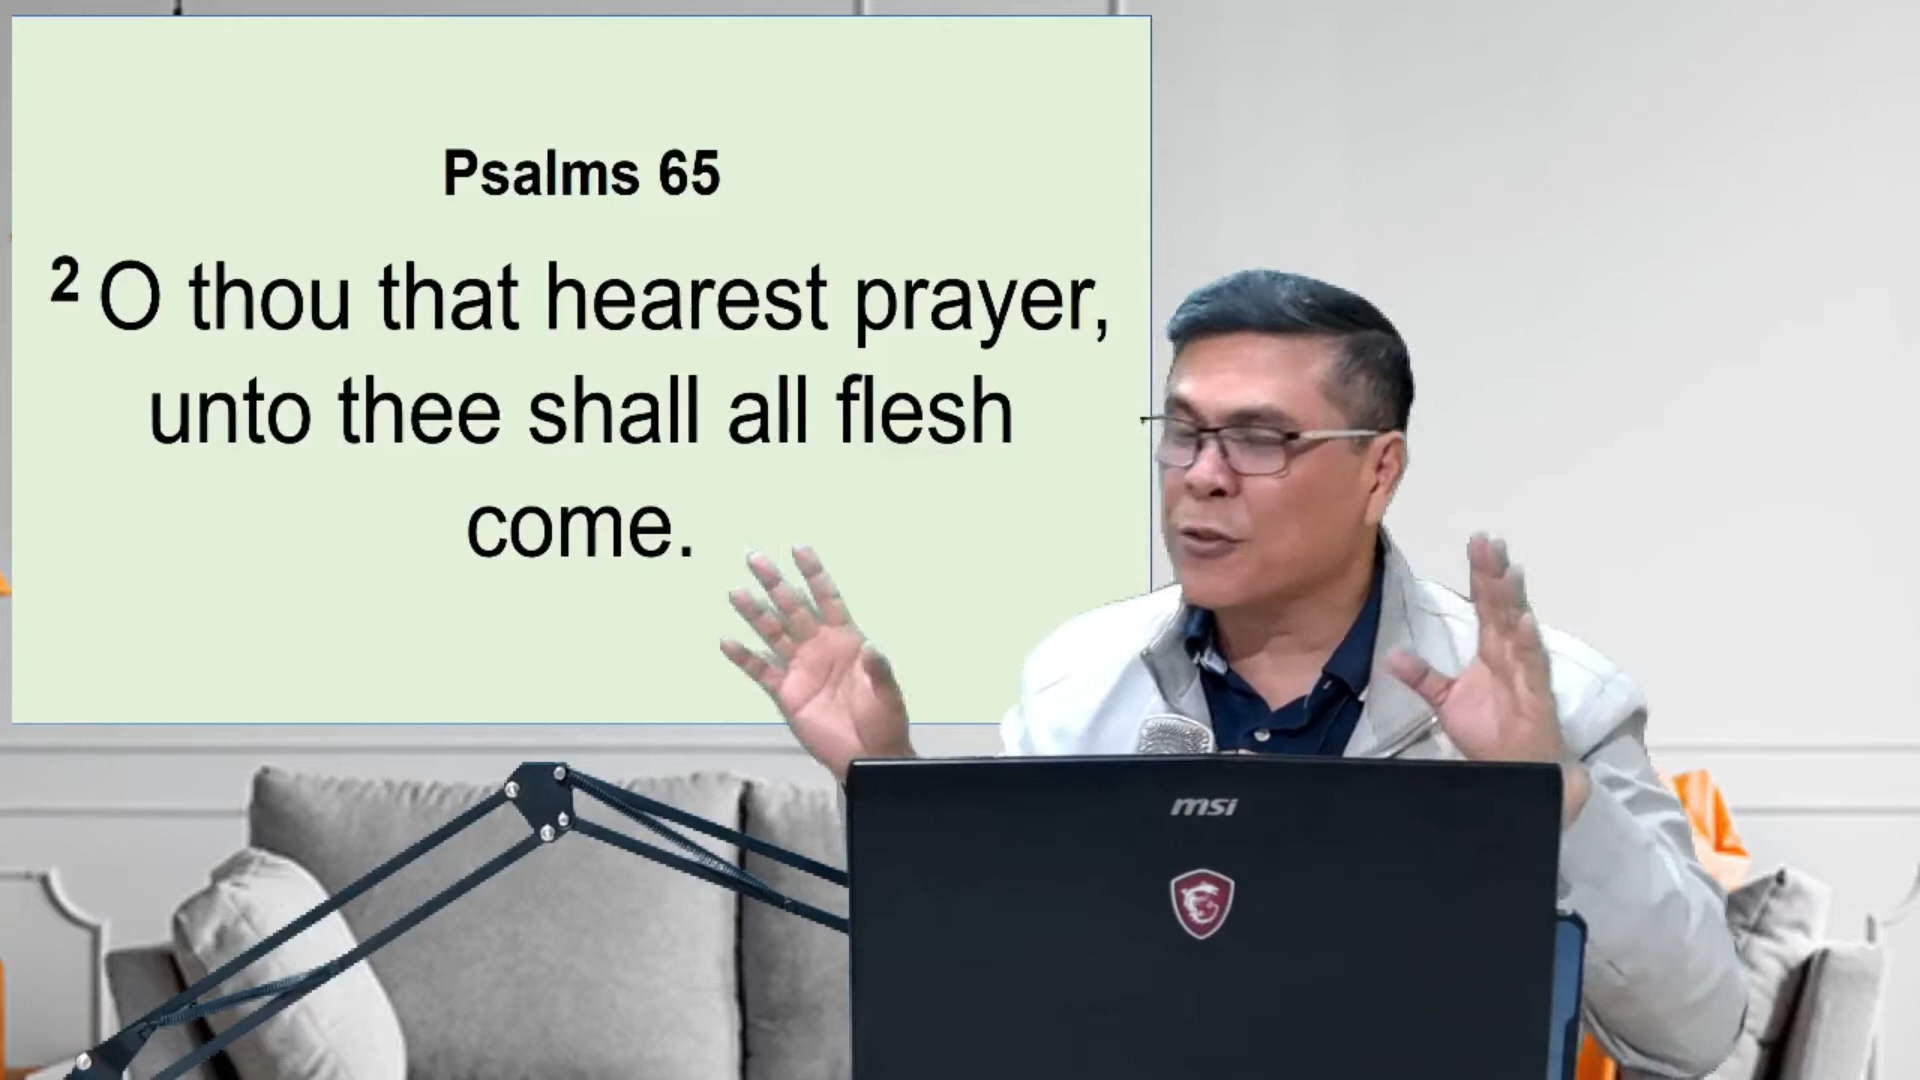 Psalms 65
2 O thou that hearest prayer,
unto thee shall all flesh
come.
msi